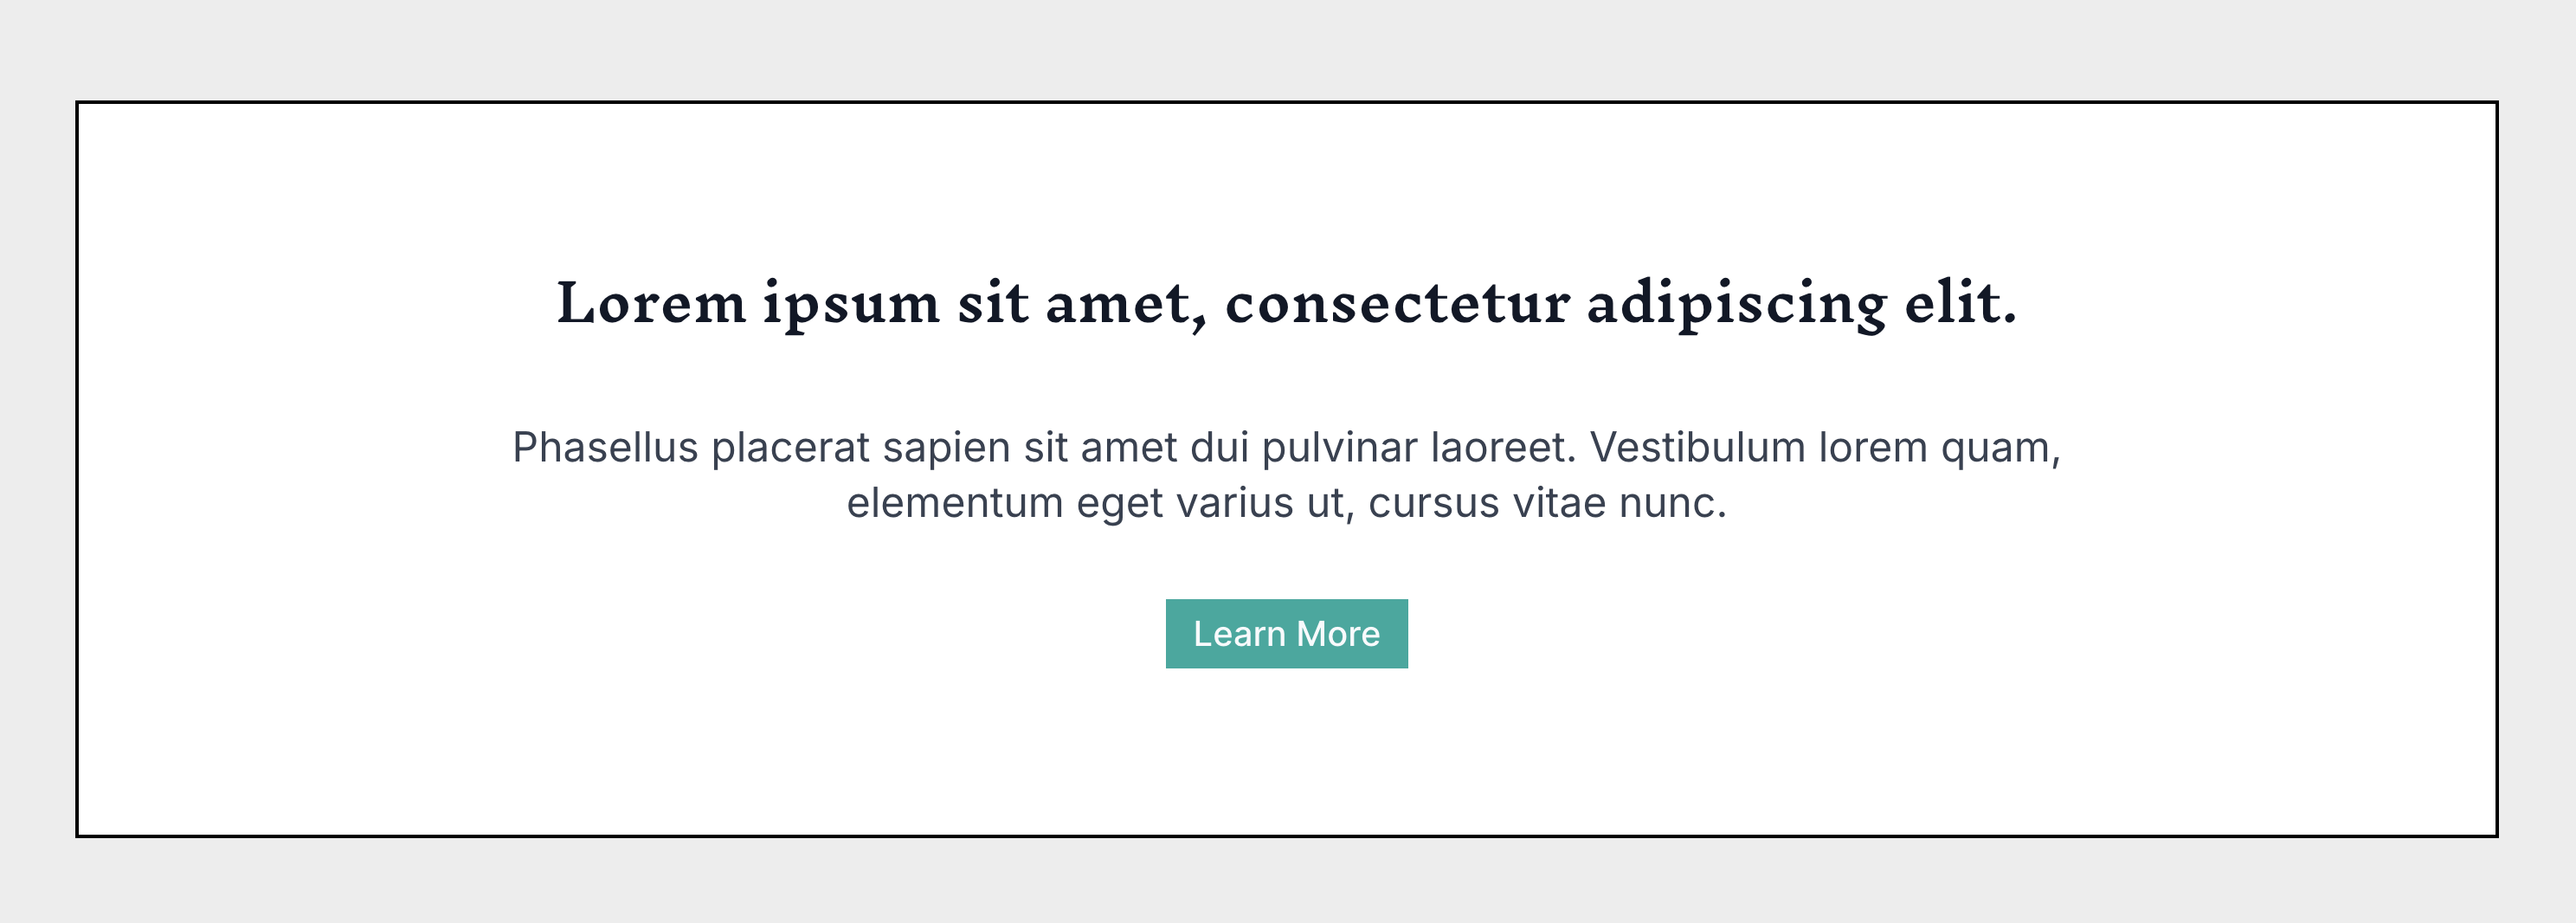 Lorem ipsum sit amet, consectetur adipiscing elit.
Phasellus placerat sapien sit amet dui pulvinar laoreet. Vestibulum lorem quam,
elementum eget varius ut, cursus vitae nunc.
Learn More